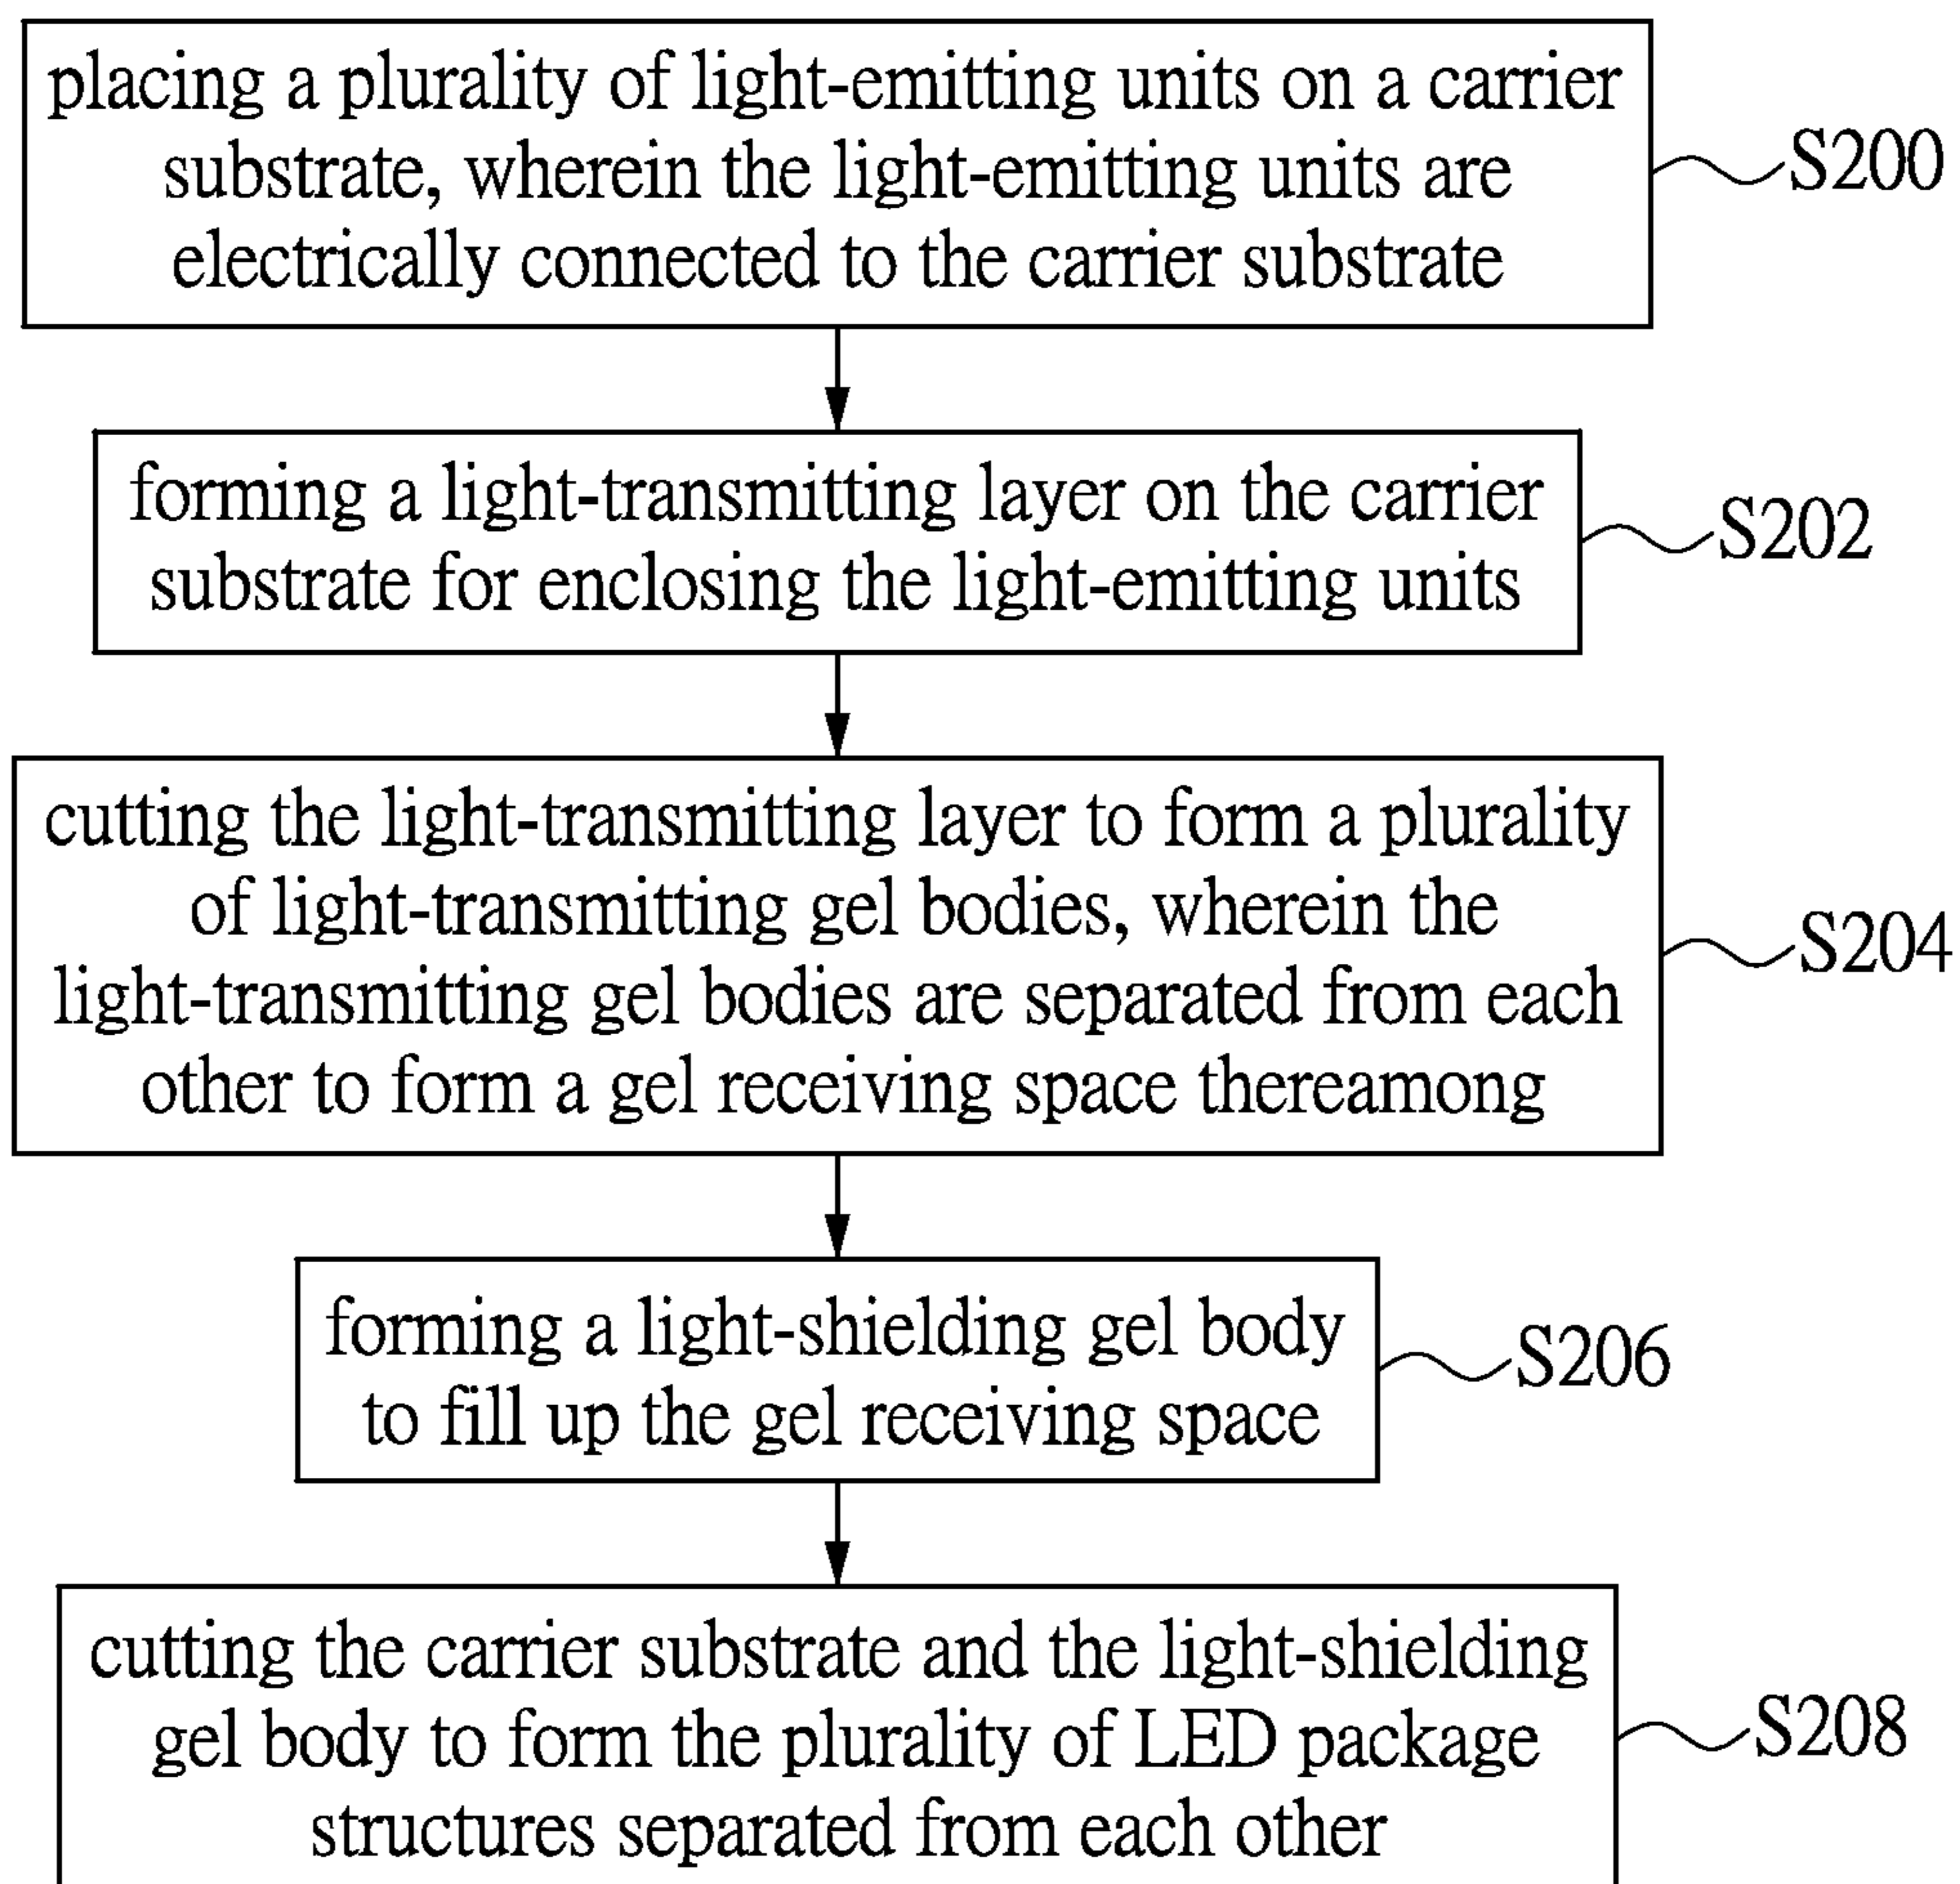 placing a plurality of light-emitting units on a carrier
substrate, wherein the light-emitting units are
electrically connected to the carrier substrate
S200
forming a light-transmitting layer on the carrier
substrate for enclosing the light-emitting units
S202
cutting the light-transmitting layer to form a plurality
of light-transmitting gel bodies, wherein the
light-transmitting gel bodies are separated from each
other to form a gel receiving space thereamong
S204
forming a light-shielding gel body
to fill up the gel receiving space
S206
cutting the carrier substrate and the light-shielding
gel body to form the plurality of LED package
structures separated from each other
S208